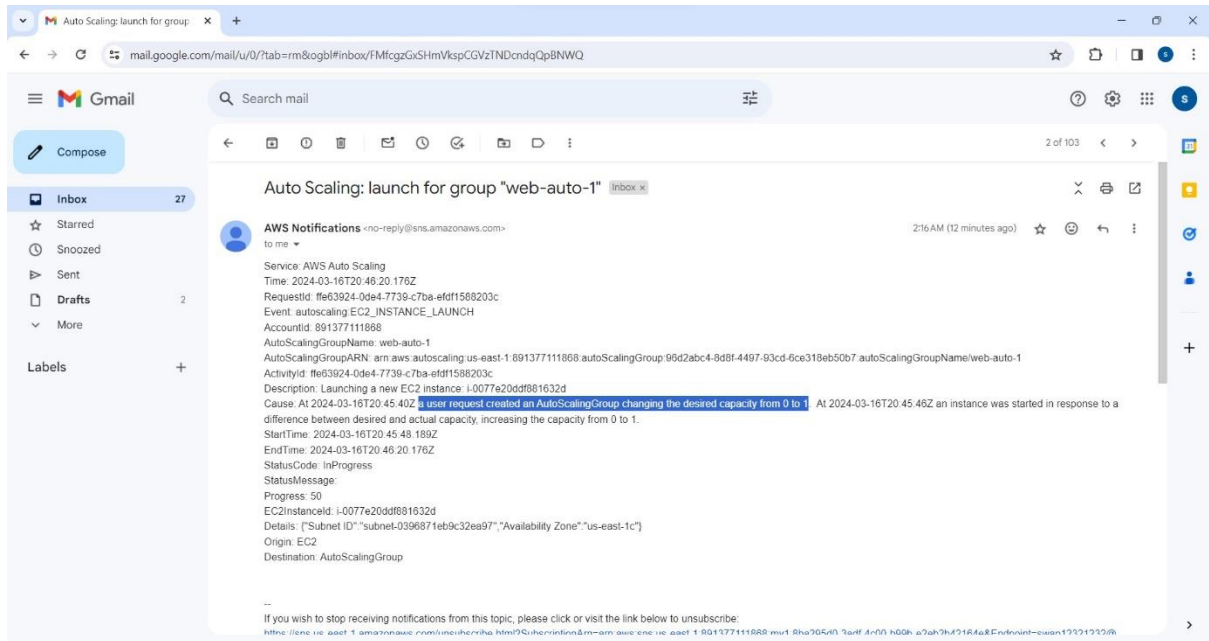 Auto Scaling: launch for group
mail.google.com/mail/u/0/?tab=rm&ogbl#inbox/FMfcgzGxSHmVkspCGVzTNDcndqQpBNWQ
S
Gmail
Search mail
S
Compose
2 of 103
Inbox 27
Starred
Snoozed
Sent
Drafts 2
More
Labels
Auto Scaling: launch for group "web-auto-1" Inbox x
AWS Notifications <no-reply@sns.amazonaws.com> 2:16 AM (12 minutes ago)
to me
Service: AWS Auto Scaling
Time: 2024-03-16T20:46:20.176Z
RequestId: ffe63924-0de4-7739-c7ba-efdf1588203c
Event: autoscaling:EC2_INSTANCE_LAUNCH
AccountId: 891377111868
AutoScalingGroupName: web-auto-1
AutoScalingGroupARN: arn:aws:autoscaling:us-east-1:891377111868:autoScalingGroup:96d2abc4-8d8f-4497-93cd-6ce318eb50b7:autoScalingGroupName/web-auto-1
ActivityId: ffe63924-0de4-7739-c7ba-efdf1588203c
Description: Launching a new EC2 instance: i-0077e20ddf881632d
Cause: At 2024-03-16T20:45:40Z a user request created an AutoScalingGroup changing the desired capacity from 0 to 1. At 2024-03-16T20:45:46Z an instance was started in response to a
difference between desired and actual capacity, increasing the capacity from 0 to 1.
StartTime: 2024-03-16T20:45:48.189Z
EndTime: 2024-03-16T20:46:20.176Z
StatusCode: InProgress
StatusMessage:
Progress: 50
EC2InstanceId: i-0077e20ddf881632d
Details: {"Subnet ID":"subnet-0396871eb9c32ea97","Availability Zone":"us-east-1c"}
Origin: EC2
Destination: AutoScalingGroup
--
If you wish to stop receiving notifications from this topic, please click or visit the link below to unsubscribe: